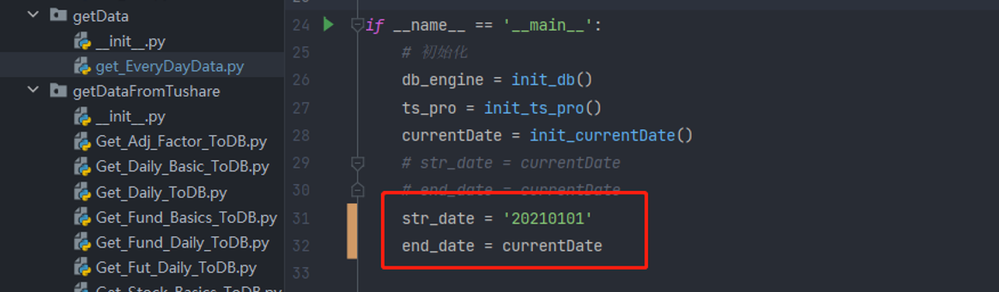 getData
__init__.py
get_EveryDayData.py
getDataFromTushare
__init__.py
Get_Adj_Factor_ToDB.py
Get_Daily_Basic_ToDB.py
Get_Daily_ToDB.py
Get_Fund_Basics_ToDB.py
Get_Fund_Daily_ToDB.py
Get_Fut_Daily_ToDB.py
Get_Stock_Basics_ToDB.py
24 if __name__ == '__main__':
25 # 初始化
26 db_engine = init_db()
27 ts_pro = init_ts_pro()
28 currentDate = init_currentDate()
29 # str_date = currentDate
30 # end_date = currentDate
31 str_date = '20210101'
32 end_date = currentDate
33